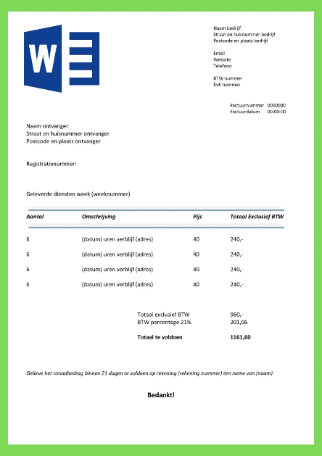 W
Naam bedrijf
Straat en huisnummer bedrijf
Postcode en plaats bedrijf
Email
Website
Telefoon
BTW nummer
KvK nummer
Factuurnummer 0000000
Factuurdatum 00-00-00
Naam ontvanger
Straat en huisnummer ontvanger
Postcode en plaats ontvanger
Registratienummer:
Geleverde diensten week (weeknummer)
Aantal Omschrijving Pijs Totaal Exclusief BTW
6 (datum) uren verblijf (adres) 40 240,-
6 (datum) uren verblijf (adres) 40 240,-
6 (datum) uren verblijf (adres) 40 240,-
6 (datum) uren verblijf (adres) 40 240,-
Totaal exclusief BTW 960,-
BTW percentage 21% 201,06
Totaal te voldoen 1161,60
Gelieve het totaalbedrag binnen 21 dagen te voldoen op rekening (rekening nummer) ten name van (naam)
Bedankt!